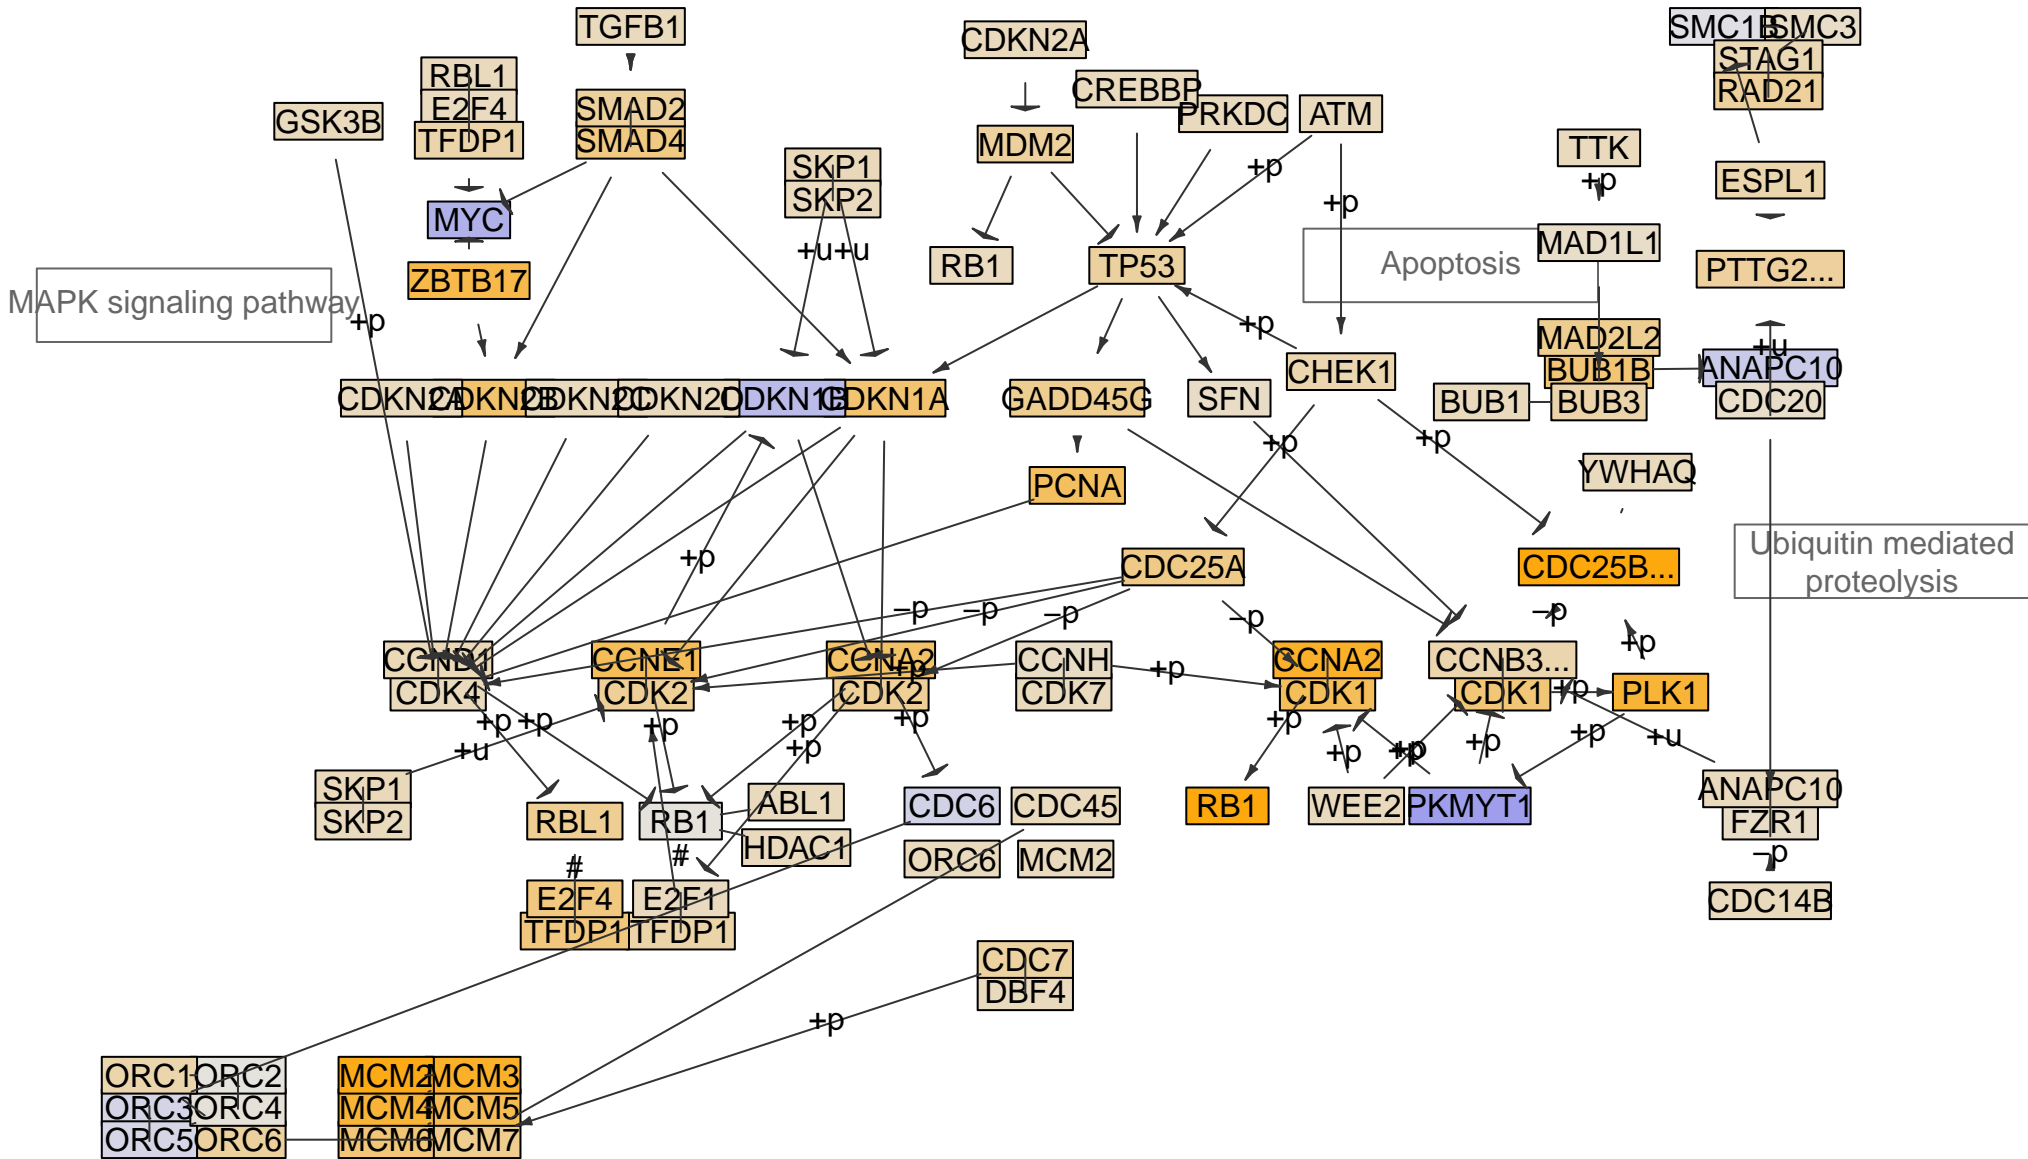 TGFB1
CDKN2A
SMC1B
SMC3
STAG1
RAD21
RBL1
E2F4
TFDP1
GSK3B
SMAD2
SMAD4
CREBBP
PRKDC
ATM
MDM2
TTK
+p
SKP1
SKP2
+p
+p
ESPL1
MYC
ZBTB17
+u+u
RB1
TP53
Apoptosis
MAD1L1
PTTG2...
MAPK signaling pathway
+p
+p
MAD2L2
BUB1B
BUB3
BUB1
+u
ANAPC10
CDC20
CDKN2A
CDKN2B
CDKN2C
CDKN2D
CDKN1B
CDKN1A
GADD45G
SFN
CHEK1
+p
+p
YWHAQ
PCNA
Ubiquitin mediated
proteolysis
+p
CDC25A
CDC25B...
−p
−p
−p
−p
−p
+p
CCND1
CDK4
CCNE1
CDK2
CCNA2
CDK2
+p
CCNH
CDK7
+p
CCNA2
CDK1
CCNB3...
CDK1
+p
PLK1
+p
+p
+p
+p
+p
+p
+p
+u
+p
+p
+p
+p
+p
+u
SKP1
SKP2
RBL1
RB1
ABL1
HDAC1
CDC6
CDC45
ORC6
MCM2
RB1
WEE2
PKMYT1
ANAPC10
FZR1
−p
CDC14B
#
#
E2F4
TFDP1
E2F1
TFDP1
CDC7
DBF4
+p
ORC1
ORC2
ORC3
ORC4
ORC5
ORC6
MCM2
MCM3
MCM4
MCM5
MCM6
MCM7